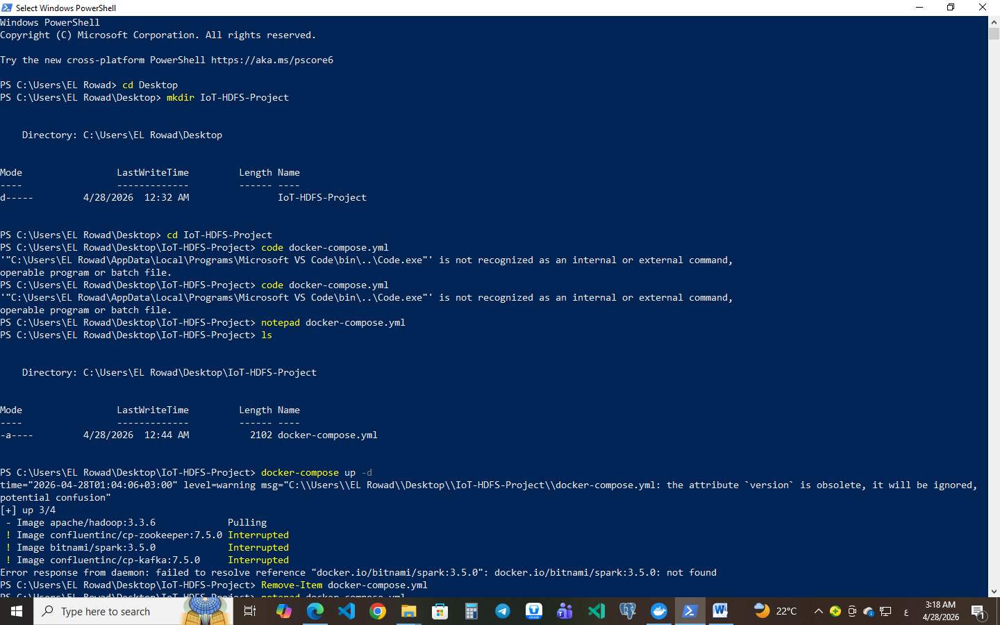 Select Windows PowerShell
Windows PowerShell
Copyright (C) Microsoft Corporation. All rights reserved.
Try the new cross-platform PowerShell https://aka.ms/pscore6
PS C:\Users\EL Rowad> cd Desktop
PS C:\Users\EL Rowad\Desktop> mkdir IoT-HDFS-Project
    Directory: C:\Users\EL Rowad\Desktop
Mode                 LastWriteTime         Length Name
----                 -------------         ------ ----
d-----         4/28/2026  12:32 AM                IoT-HDFS-Project
PS C:\Users\EL Rowad\Desktop> cd IoT-HDFS-Project
PS C:\Users\EL Rowad\Desktop\IoT-HDFS-Project> code docker-compose.yml
'"C:\Users\EL Rowad\AppData\Local\Programs\Microsoft VS Code\bin\..\Code.exe"' is not recognized as an internal or external command,
operable program or batch file.
PS C:\Users\EL Rowad\Desktop\IoT-HDFS-Project> code docker-compose.yml
'"C:\Users\EL Rowad\AppData\Local\Programs\Microsoft VS Code\bin\..\Code.exe"' is not recognized as an internal or external command,
operable program or batch file.
PS C:\Users\EL Rowad\Desktop\IoT-HDFS-Project> notepad docker-compose.yml
PS C:\Users\EL Rowad\Desktop\IoT-HDFS-Project> ls
    Directory: C:\Users\EL Rowad\Desktop\IoT-HDFS-Project
Mode                 LastWriteTime         Length Name
----                 -------------         ------ ----
-a----         4/28/2026  12:44 AM           2102 docker-compose.yml
PS C:\Users\EL Rowad\Desktop\IoT-HDFS-Project> docker-compose up -d
time="2026-04-28T01:04:06+03:00" level=warning msg="C:\\Users\\EL Rowad\\Desktop\\IoT-HDFS-Project\\docker-compose.yml: the attribute `version` is obsolete, it will be ignored,
potential confusion"
[+] up 3/4
 - Image apache/hadoop:3.3.6             Pulling
 ! Image confluentinc/cp-zookeeper:7.5.0 Interrupted
 ! Image bitnami/spark:3.5.0             Interrupted
 ! Image confluentinc/cp-kafka:7.5.0     Interrupted
Error response from daemon: failed to resolve reference "docker.io/bitnami/spark:3.5.0": docker.io/bitnami/spark:3.5.0: not found
PS C:\Users\EL Rowad\Desktop\IoT-HDFS-Project> Remove-Item docker-compose.yml
PS C:\Users\EL Rowad\Desktop\IoT-HDFS-Project> notepad docker-compose.yml
Type here to search
22°C
ع
3:18 AM
4/28/2026
1